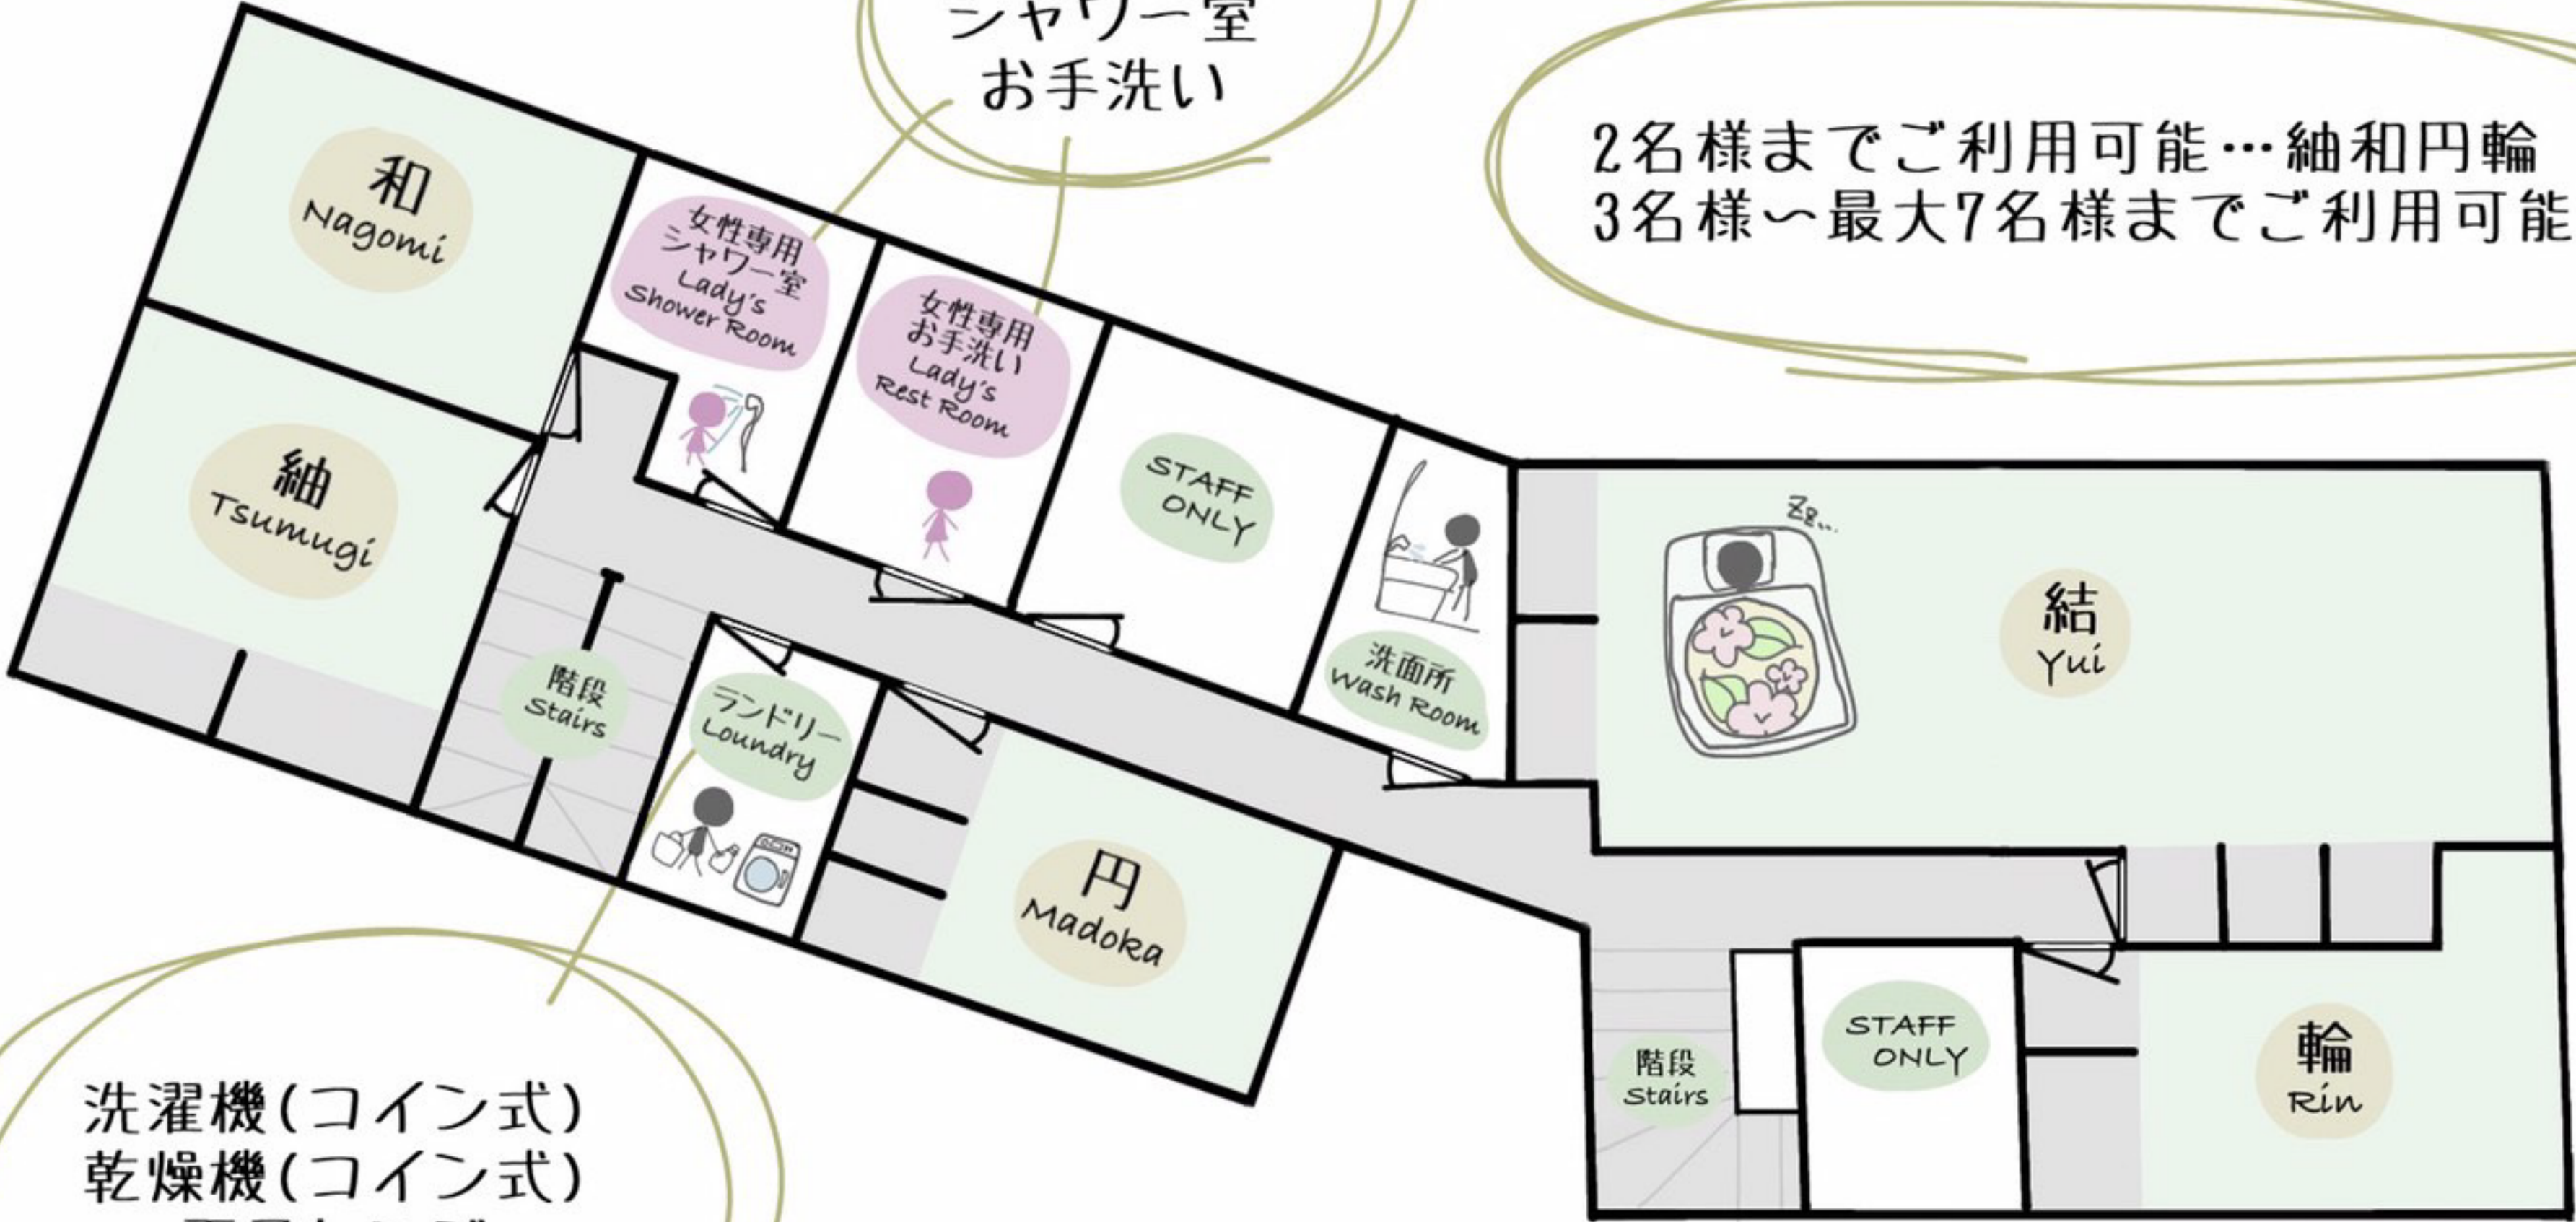 シャワー室
お手洗い
2名様までご利用可能…紬和円輪
3名様〜最大7名様までご利用可能
和
Nagomi
女性専用
シャワー室
Lady's
Shower Room
女性専用
お手洗い
Lady's
Rest Room
STAFF
ONLY
洗面所
Wash Room
Zz...
結
Yui
紬
Tsumugi
階段
Stairs
ランドリー
Loundry
円
Madoka
階段
Stairs
STAFF
ONLY
輪
Rin
洗濯機(コイン式)
乾燥機(コイン式)